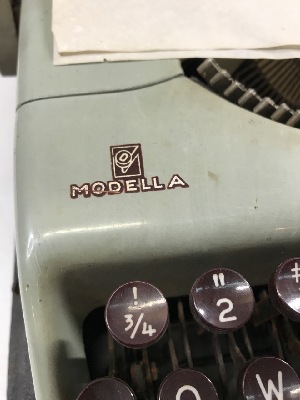 MODELLA
! "
3/4 2
Q W